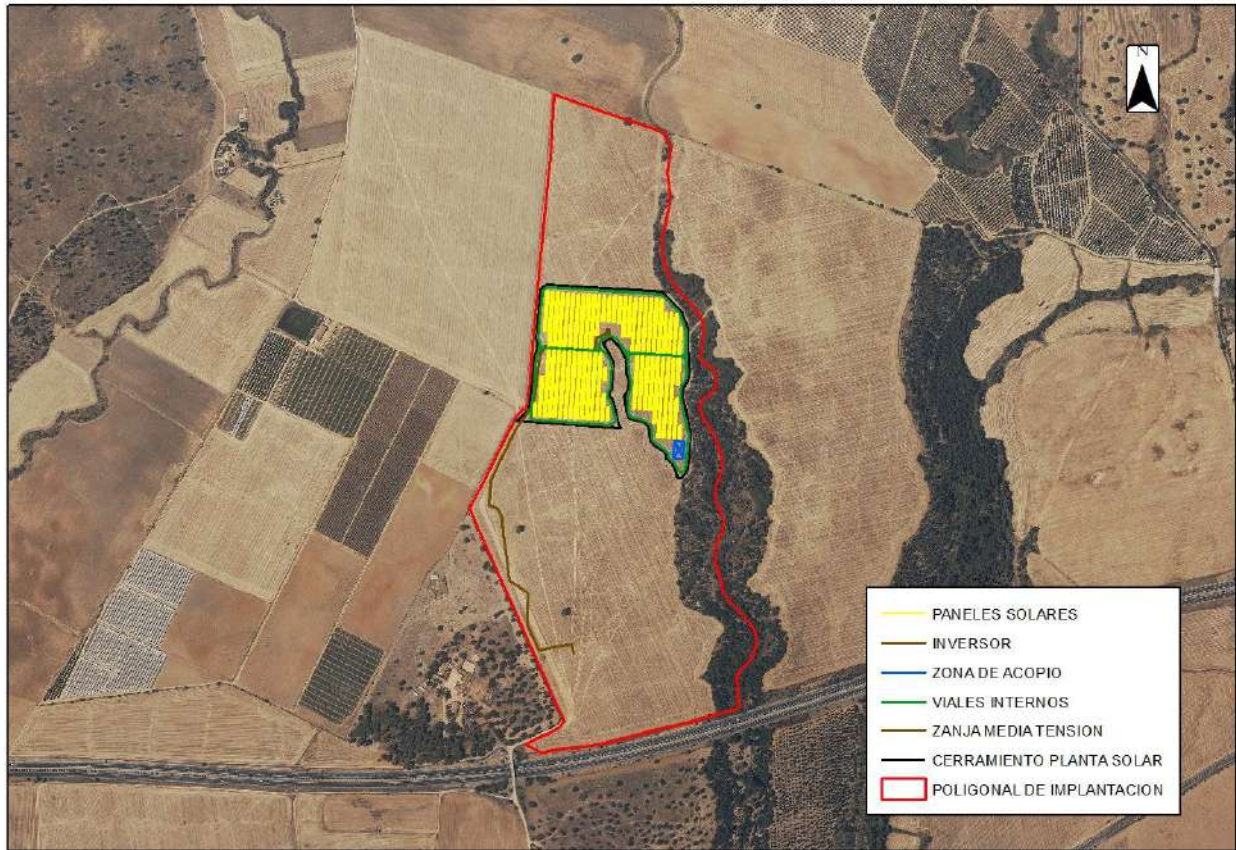 N
PANELES SOLARES
INVERSOR
ZONA DE ACOPIO
VIALES INTERNOS
ZANJA MEDIA TENSION
CERRAMIENTO PLANTA SOLAR
POLIGONAL DE IMPLANTACION